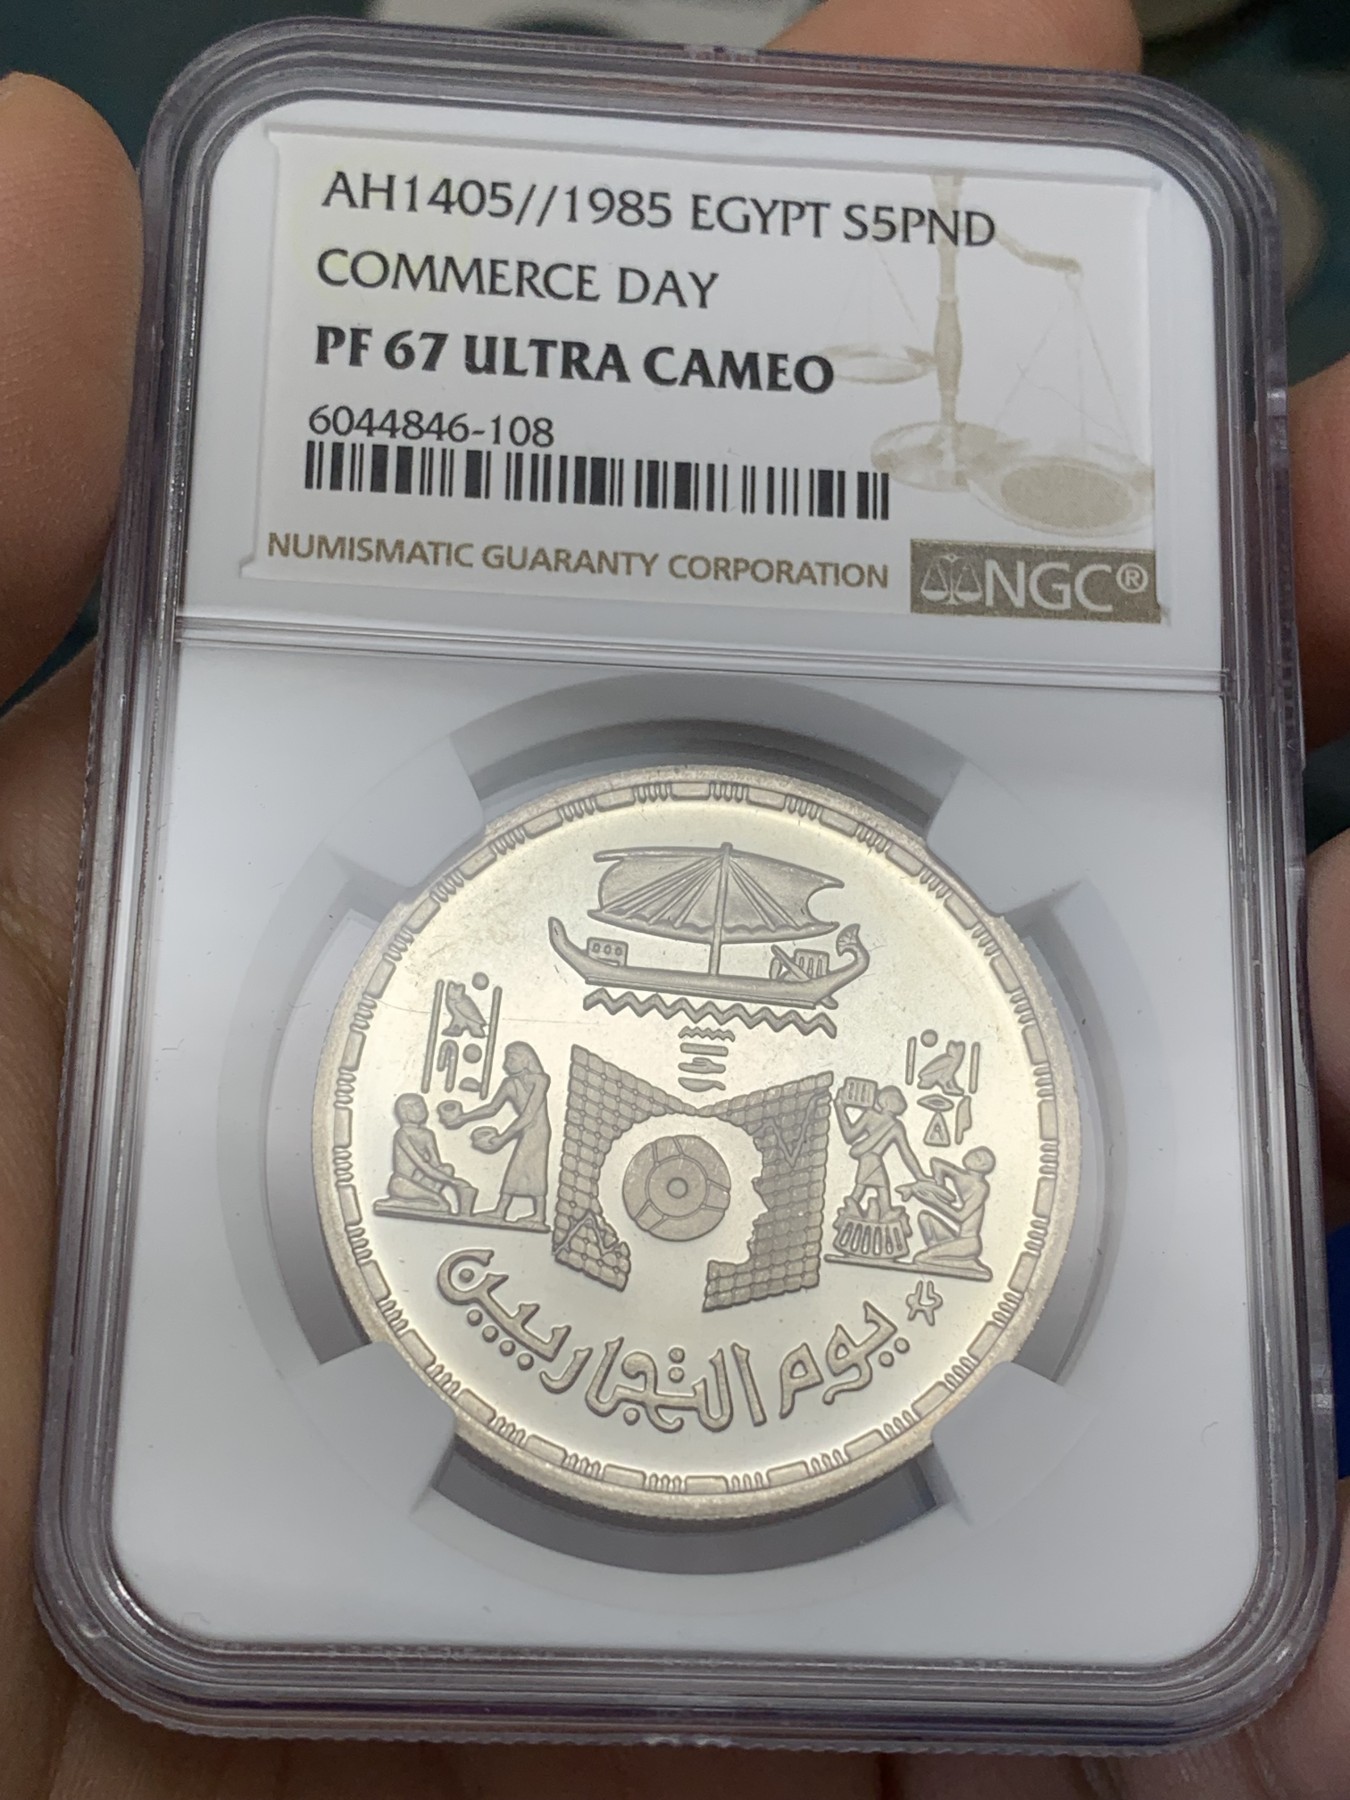 AH1405//1985 EGYPT S5PND
COMMERCE DAY
PF 67 ULTRA CAMEO
6044846-108
NUMISMATIC GUARANTY CORPORATION
NGC®
يوم التجاريين